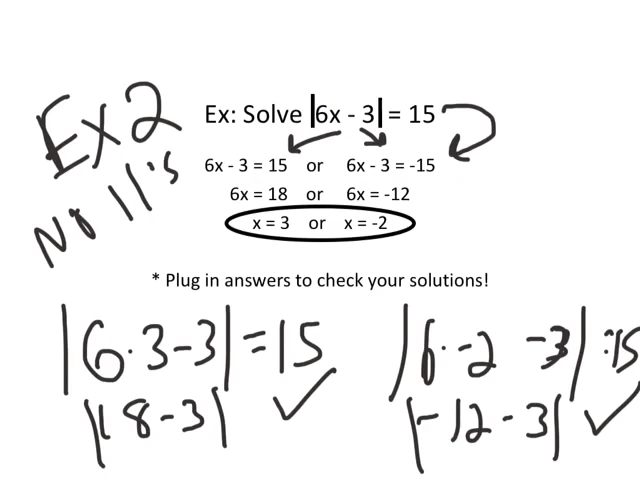 Ex 2
No ||'s
Ex: Solve |6x - 3| = 15
6x - 3 = 15 or 6x - 3 = -15
6x = 18 or 6x = -12
x = 3 or x = -2
* Plug in answers to check your solutions!
|6·3-3| = 15 |6·-2 -3| = 15
|18-3| ✓ |-12-3| ✓